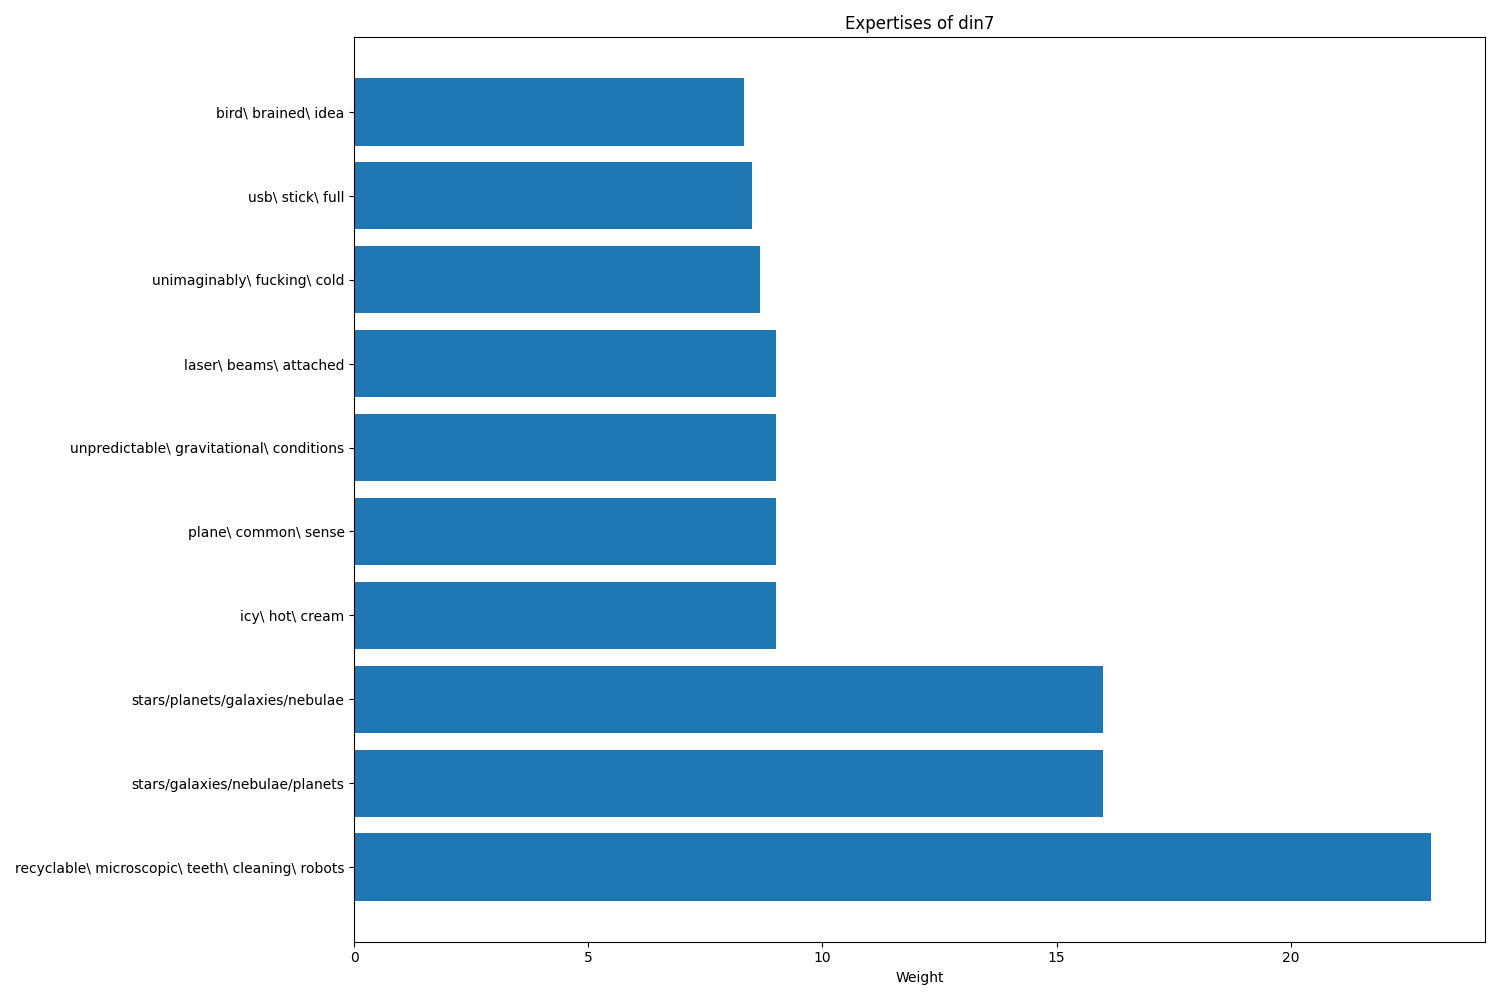 Expertises of din7
bird\ brained\ idea
usb\ stick\ full
unimaginably\ fucking\ cold
laser\ beams\ attached
unpredictable\ gravitational\ conditions
plane\ common\ sense
icy\ hot\ cream
stars/planets/galaxies/nebulae
stars/galaxies/nebulae/planets
recyclable\ microscopic\ teeth\ cleaning\ robots
0 5 10 15 20
Weight